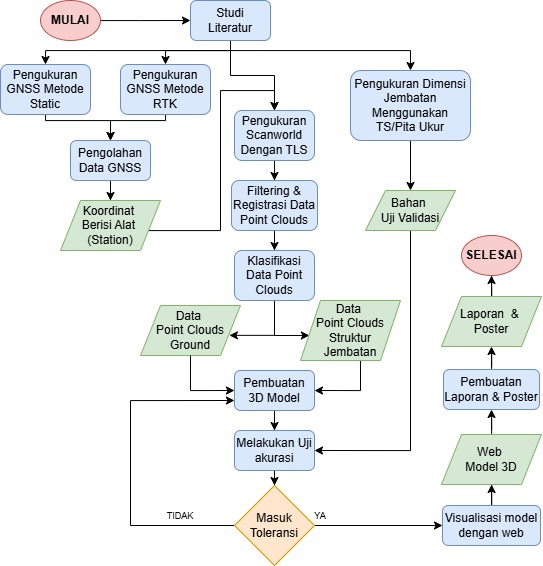 MULAI
Studi
Literatur
Pengukuran
GNSS Metode
Static
Pengukuran
GNSS Metode
RTK
Pengukuran Dimensi
Jembatan
Menggunakan
TS/Pita Ukur
Pengukuran
Scanworld
Dengan TLS
Pengolahan
Data GNSS
Koordinat
Berisi Alat
(Station)
Filtering &
Registrasi Data
Point Clouds
Bahan
Uji Validasi
Klasifikasi
Data Point
Clouds
SELESAI
Data
Point Clouds
Ground
Data
Point Clouds
Struktur
Jembatan
Laporan &
Poster
Pembuatan
3D Model
Pembuatan
Laporan & Poster
Melakukan Uji
akurasi
Web
Model 3D
Masuk
Toleransi
TIDAK
YA
Visualisasi model
dengan web